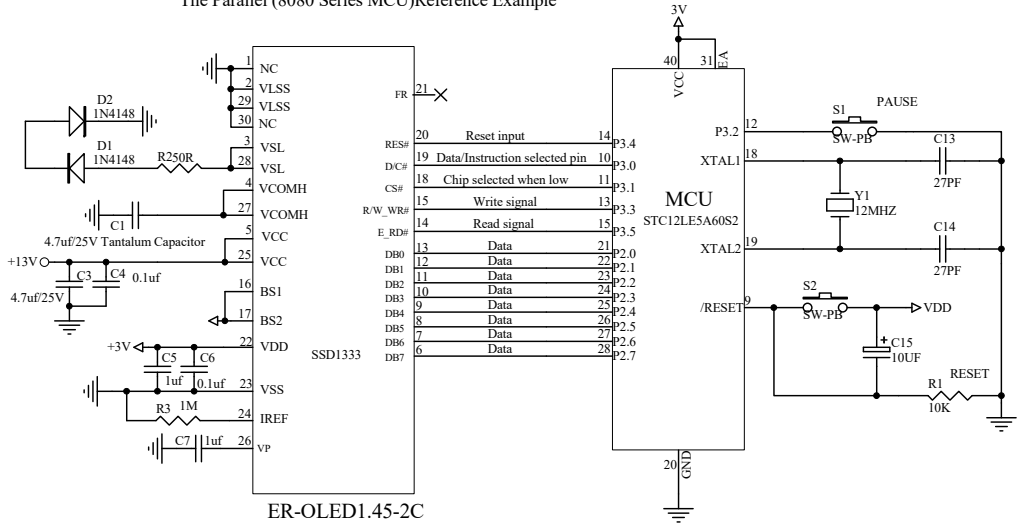 The Parallel (8080 Series MCU)Reference Example
1 NC
2 VLSS
29 VLSS
30 NC
3 VSL
28 VSL
4 VCOMH
27 VCOMH
5 VCC
25 VCC
16 BS1
17 BS2
22 VDD
23 VSS
24 IREF
26 VP
D2
1N4148
D1
1N4148
R250R
C1
4.7uf/25V Tantalum Capacitor
+13V
C3
C4
0.1uf
4.7uf/25V
+3V
C5
C6
1uf
0.1uf
R3 1M
C7 1uf
SSD1333
ER-OLED1.45-2C
FR 21
RES# 20 Reset input 14 P3.4
D/C# 19 Data/Instruction selected pin 10 P3.0
CS# 18 Chip selected when low 11 P3.1
R/W_WR# 15 Write signal 13 P3.3
E_RD# 14 Read signal 15 P3.5
DB0 13 Data 21 P2.0
DB1 12 Data 22 P2.1
DB2 11 Data 23 P2.2
DB3 10 Data 24 P2.3
DB4 9 Data 25 P2.4
DB5 8 Data 26 P2.5
DB6 7 Data 27 P2.6
DB7 6 Data 28 P2.7
3V
40
31
VCC
EA
MCU
STC12LE5A60S2
20
GND
P3.2 12
XTAL1 18
XTAL2 19
/RESET 9
S1
PAUSE
SW-PB
C13
27PF
Y1
12MHZ
C14
27PF
S2
SW-PB
VDD
+
C15
10UF
RESET
R1
10K